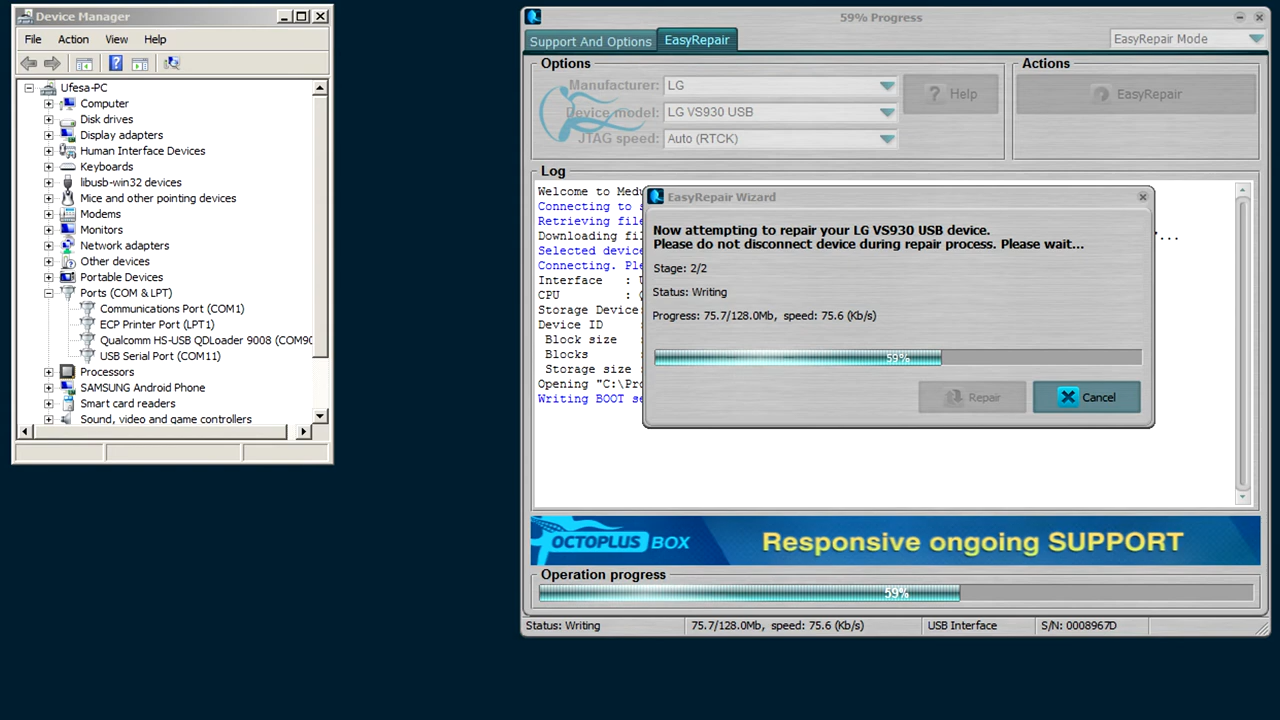 Device Manager
File Action View Help
Ufesa-PC
Computer
Disk drives
Display adapters
Human Interface Devices
Keyboards
libusb-win32 devices
Mice and other pointing devices
Modems
Monitors
Network adapters
Other devices
Portable Devices
Ports (COM & LPT)
Communications Port (COM1)
ECP Printer Port (LPT1)
Qualcomm HS-USB QDLoader 9008 (COM90
USB Serial Port (COM11)
Processors
SAMSUNG Android Phone
Smart card readers
Sound, video and game controllers
59% Progress
Support And Options EasyRepair
EasyRepair Mode
Options
Manufacturer: LG
Help
Device model: LG VS930 USB
JTAG speed: Auto (RTCK)
Actions
EasyRepair
Log
Welcome to Medu
Connecting to s
Retrieving file
Downloading fil ...
Selected device
Connecting. Ple
Interface :
CPU :
Storage Device:
Device ID :
Block size :
Blocks :
Storage size :
Opening "C:\Pro
Writing BOOT se
EasyRepair Wizard
Now attempting to repair your LG VS930 USB device.
Please do not disconnect device during repair process. Please wait...
Stage: 2/2
Status: Writing
Progress: 75.7/128.0Mb, speed: 75.6 (Kb/s)
59%
Repair Cancel
OCTOPLUS BOX Responsive ongoing SUPPORT
Operation progress
59%
Status: Writing 75.7/128.0Mb, speed: 75.6 (Kb/s) USB Interface S/N: 0008967D